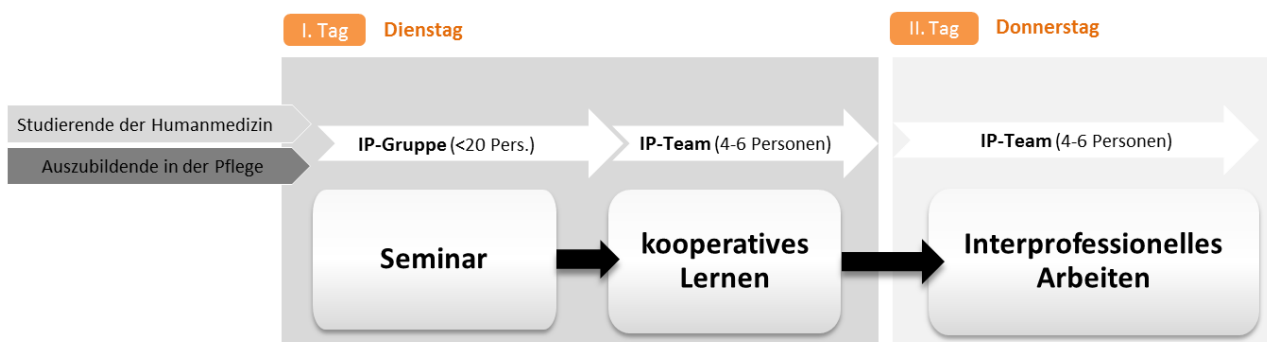 I. Tag
Dienstag
II. Tag
Donnerstag
Studierende der Humanmedizin
Auszubildende in der Pflege
IP-Gruppe (<20 Pers.)
IP-Team (4-6 Personen)
IP-Team (4-6 Personen)
Seminar
kooperatives
Lernen
Interprofessionelles
Arbeiten